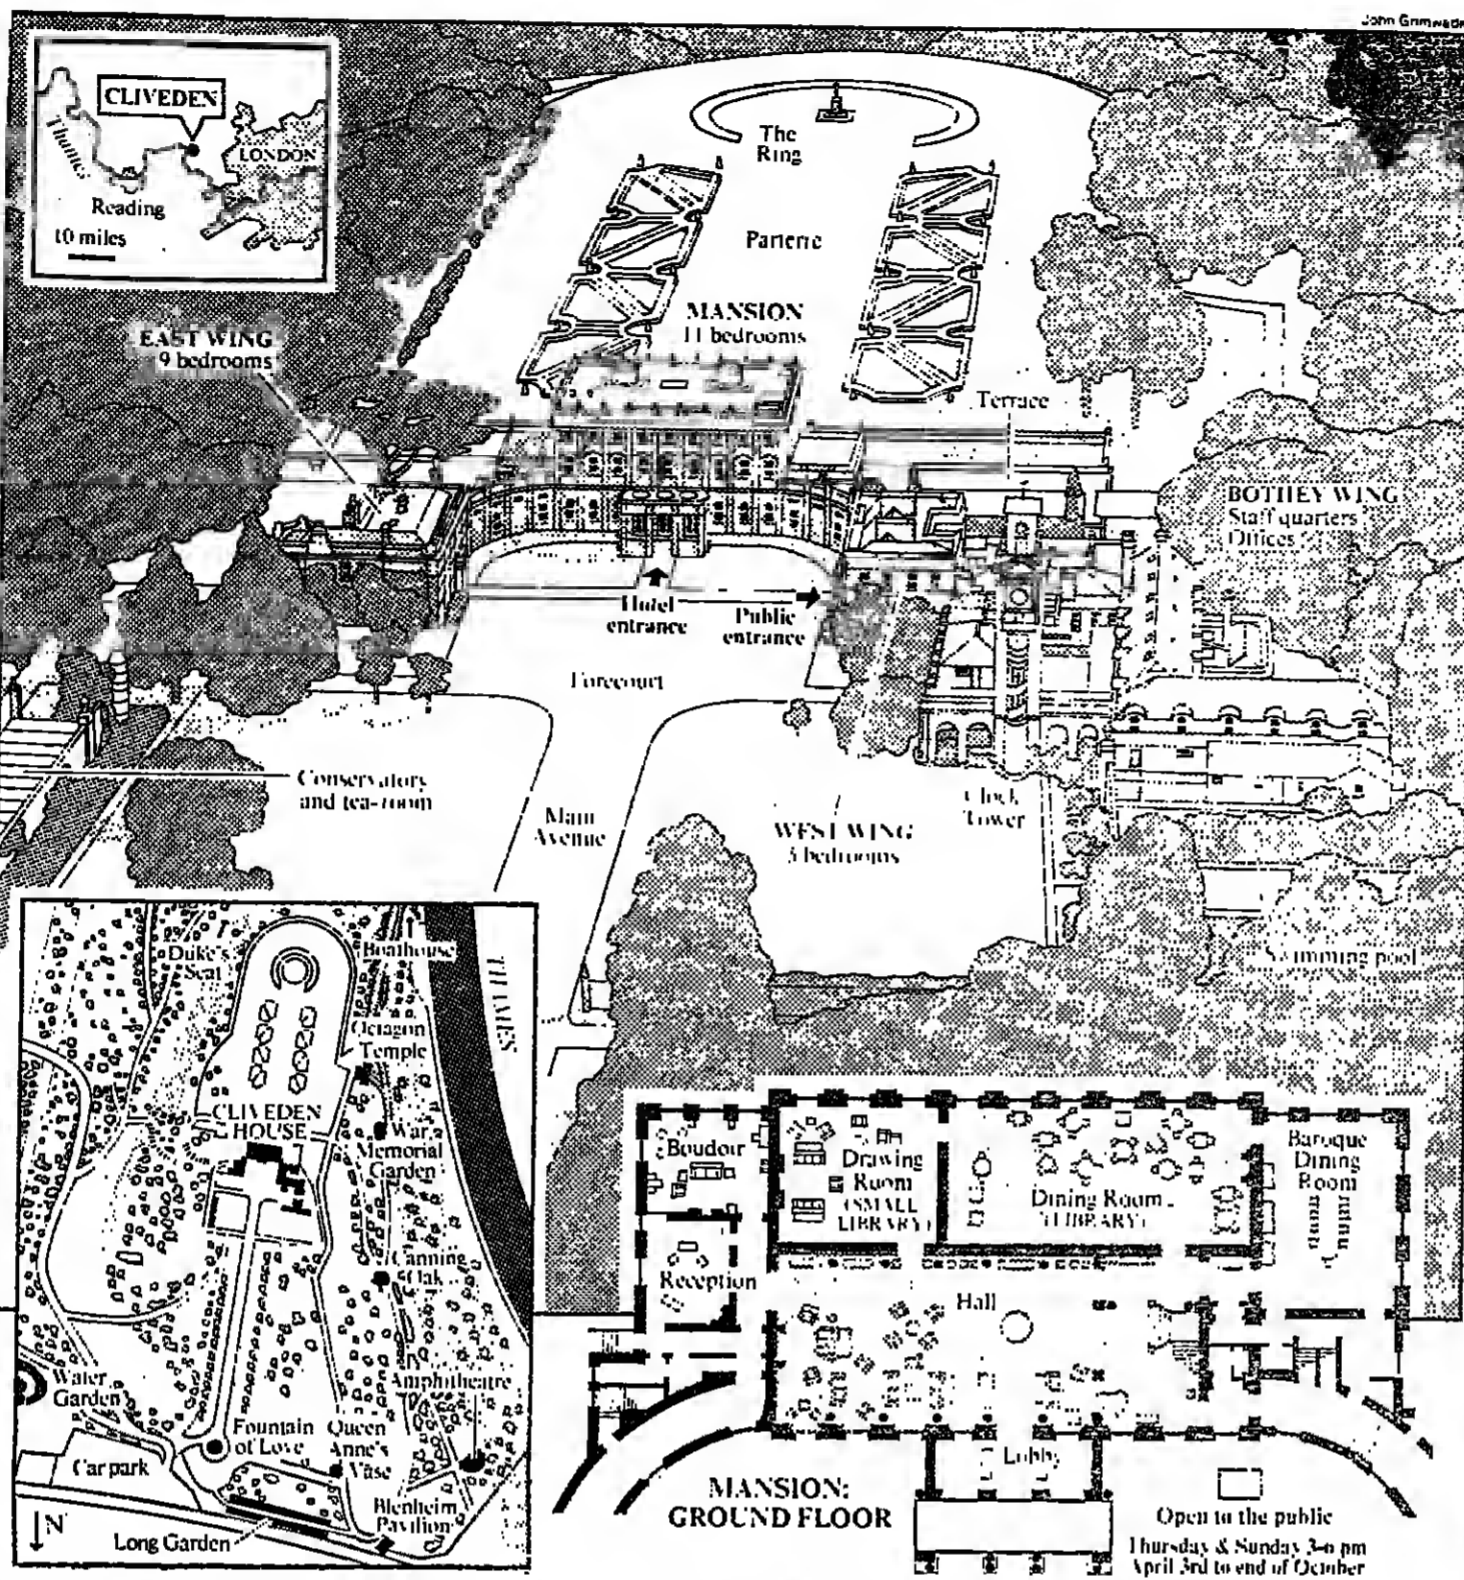 John Grimwade
CLIVEDEN
Thames
LONDON
Reading
10 miles
The
Ring
Parterre
MANSION
11 bedrooms
EAST WING
9 bedrooms
Terrace
BOTHEY WING
Staff quarters
Offices
Hotel
entrance
Public
entrance
Forecourt
Conservatory
and tea-room
Main
Avenue
WEST WING
5 bedrooms
Clock
Tower
Swimming pool
Duke's
Seat
Boathouse
THAMES
Octagon
Temple
CLIVEDEN
HOUSE
War
Memorial
Garden
Canning
Oak
Amphitheatre
Water
Garden
Fountain
of Love
Queen
Anne's
Vase
Car park
Blenheim
Pavilion
Long Garden
N
Boudoir
Drawing
Room
(SMALL
LIBRARY)
Dining Room
(LIBRARY)
Baroque
Dining
Room
Reception
Hall
Lobby
MANSION:
GROUND FLOOR
Open to the public
Thursday & Sunday 3-6 pm
April 3rd to end of October